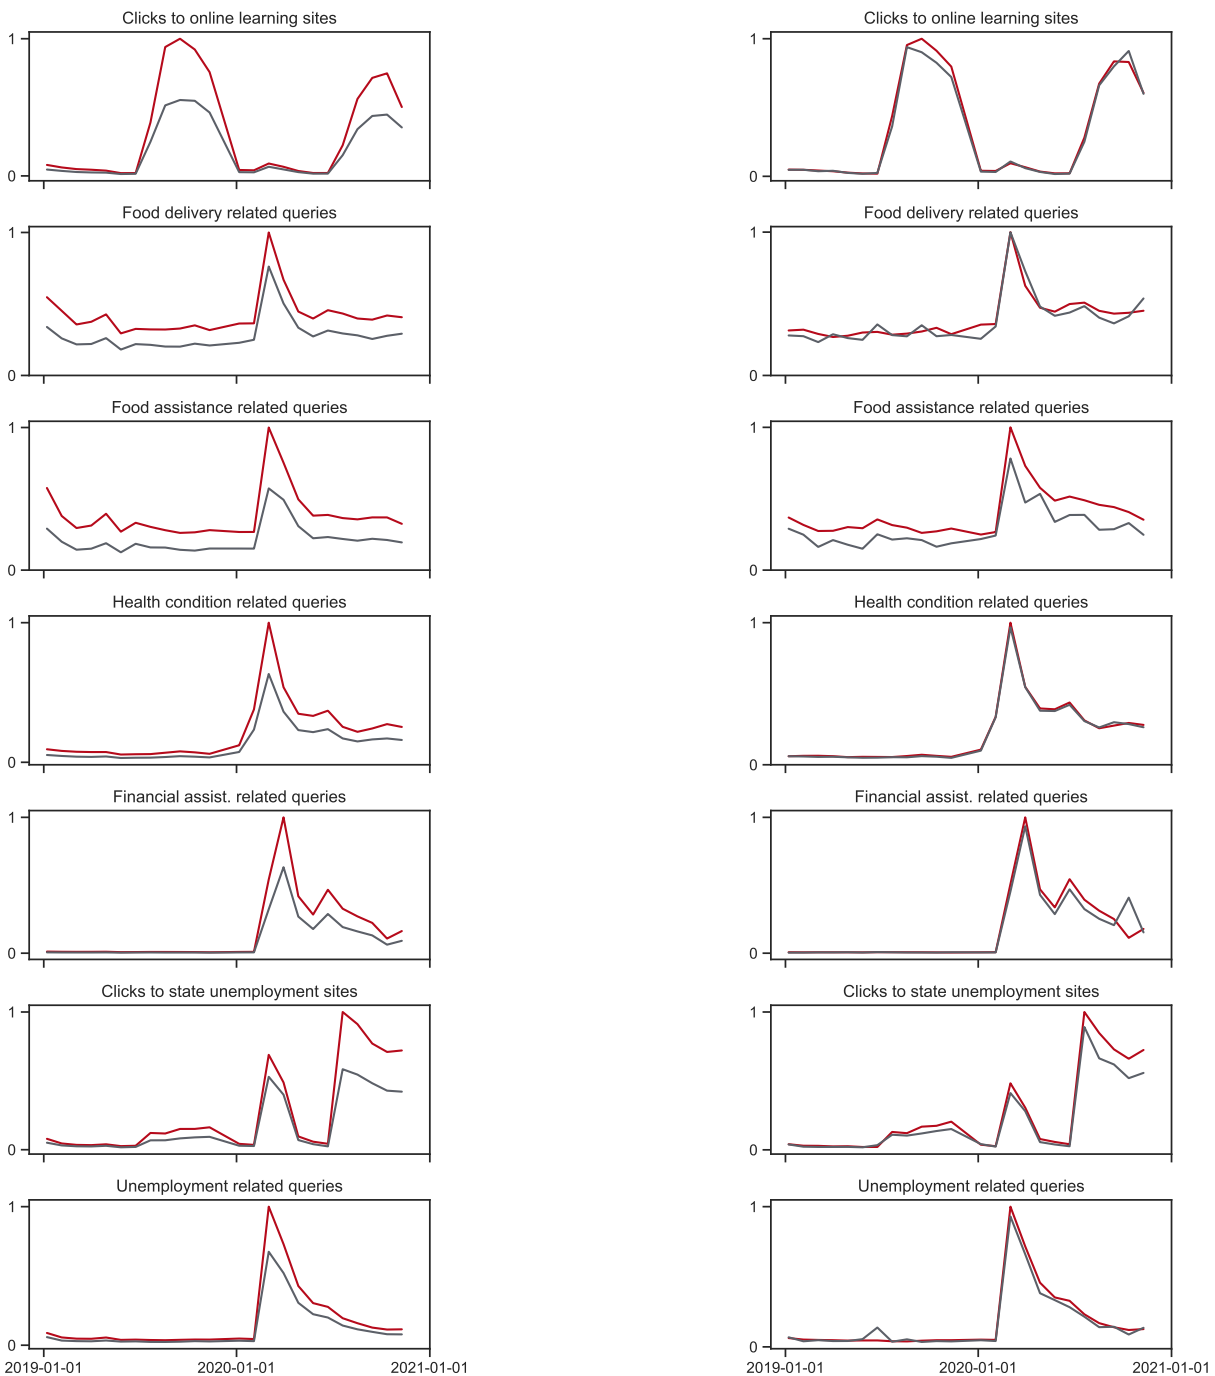 Clicks to online learning sites
1
0
Food delivery related queries
1
0
Food assistance related queries
1
0
Health condition related queries
1
0
Financial assist. related queries
1
0
Clicks to state unemployment sites
1
0
Unemployment related queries
1
0
2019-01-01 2020-01-01 2021-01-01
Clicks to online learning sites
1
0
Food delivery related queries
1
0
Food assistance related queries
1
0
Health condition related queries
1
0
Financial assist. related queries
1
0
Clicks to state unemployment sites
1
0
Unemployment related queries
1
0
2019-01-01 2020-01-01 2021-01-01